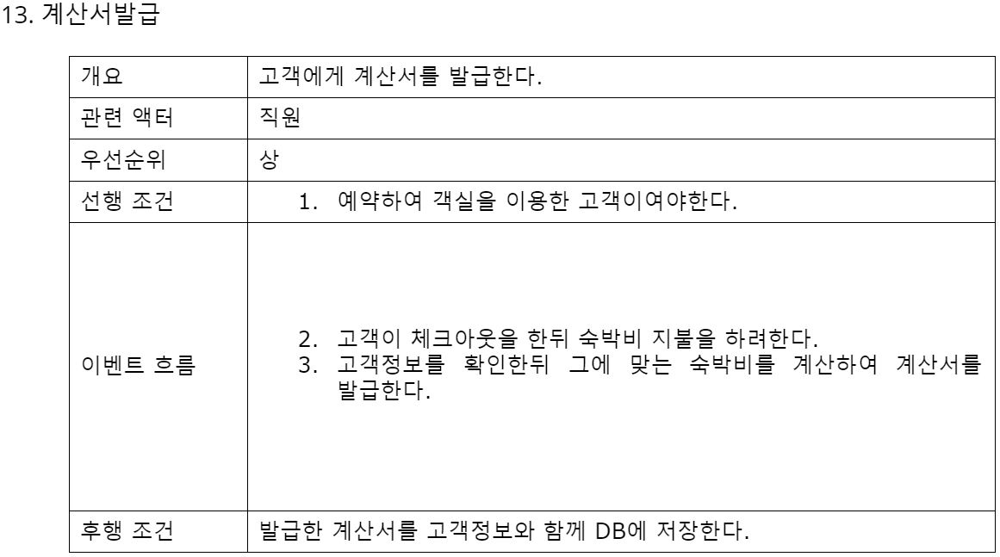 13. 계산서발급
개요 고객에게 계산서를 발급한다.
관련 액터 직원
우선순위 상
선행 조건 1. 예약하여 객실을 이용한 고객이여야한다.
이벤트 흐름
2. 고객이 체크아웃을 한뒤 숙박비 지불을 하려한다.
3. 고객정보를 확인한뒤 그에 맞는 숙박비를 계산하여 계산서를
발급한다.
후행 조건 발급한 계산서를 고객정보와 함께 DB에 저장한다.